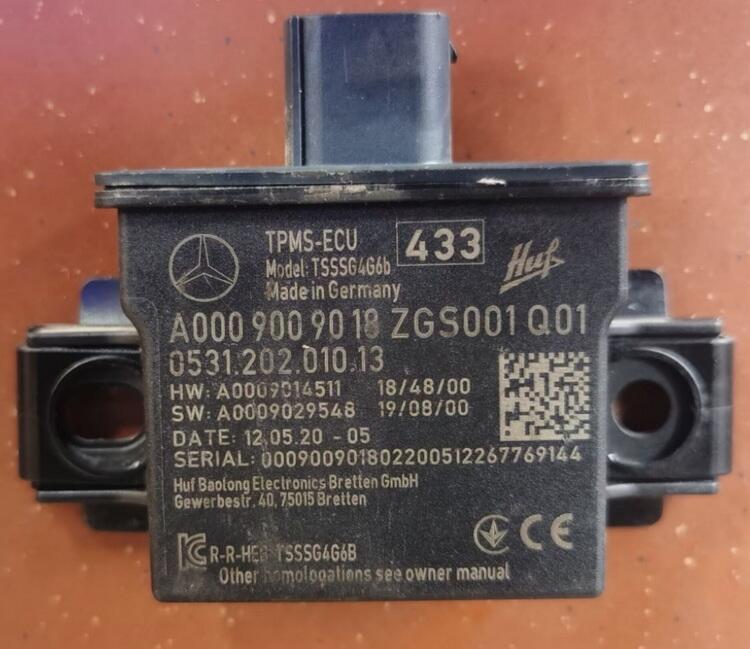 TPMS-ECU 433 Huf
Model: TSSSG4G6b
Made in Germany
A000 900 90 18 ZGS001 Q01
0531.202.010.13
HW: A0009014511 18/48/00
SW: A0009029548 19/08/00
DATE: 12.05.20 - 05
SERIAL: 00090090180220051226776​9144
Huf Baolong Electronics Bretten GmbH
Gewerbestr. 40, 75015 Bretten
CE
R-R-HEB TSSSG4G6B
Other homologations see owner manual